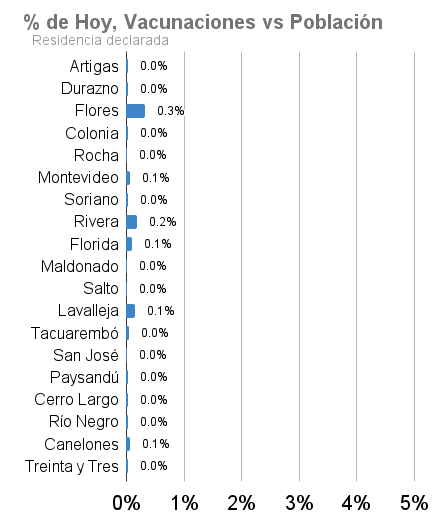 % de Hoy, Vacunaciones vs Población
Residencia declarada
Artigas 0.0%
Durazno 0.0%
Flores 0.3%
Colonia 0.0%
Rocha 0.0%
Montevideo 0.1%
Soriano 0.0%
Rivera 0.2%
Florida 0.1%
Maldonado 0.0%
Salto 0.0%
Lavalleja 0.1%
Tacuarembó 0.0%
San José 0.0%
Paysandú 0.0%
Cerro Largo 0.0%
Río Negro 0.0%
Canelones 0.1%
Treinta y Tres 0.0%
0% 1% 2% 3% 4% 5%